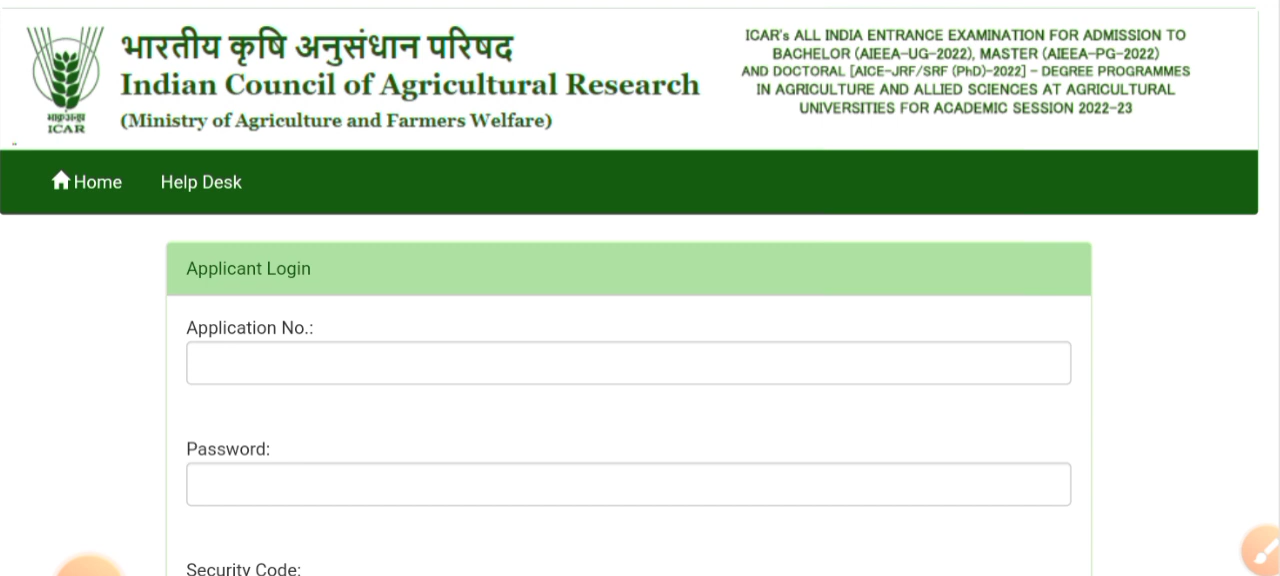 भारतीय कृषि अनुसंधान परिषद
Indian Council of Agricultural Research
(Ministry of Agriculture and Farmers Welfare)
भाकृअनुप
ICAR
ICAR's ALL INDIA ENTRANCE EXAMINATION FOR ADMISSION TO
BACHELOR (AIEEA-UG-2022), MASTER (AIEEA-PG-2022)
AND DOCTORAL [AICE-JRF/SRF (PhD)-2022] - DEGREE PROGRAMMES
IN AGRICULTURE AND ALLIED SCIENCES AT AGRICULTURAL
UNIVERSITIES FOR ACADEMIC SESSION 2022-23
Home Help Desk
Applicant Login
Application No.:
Password:
Security Code: